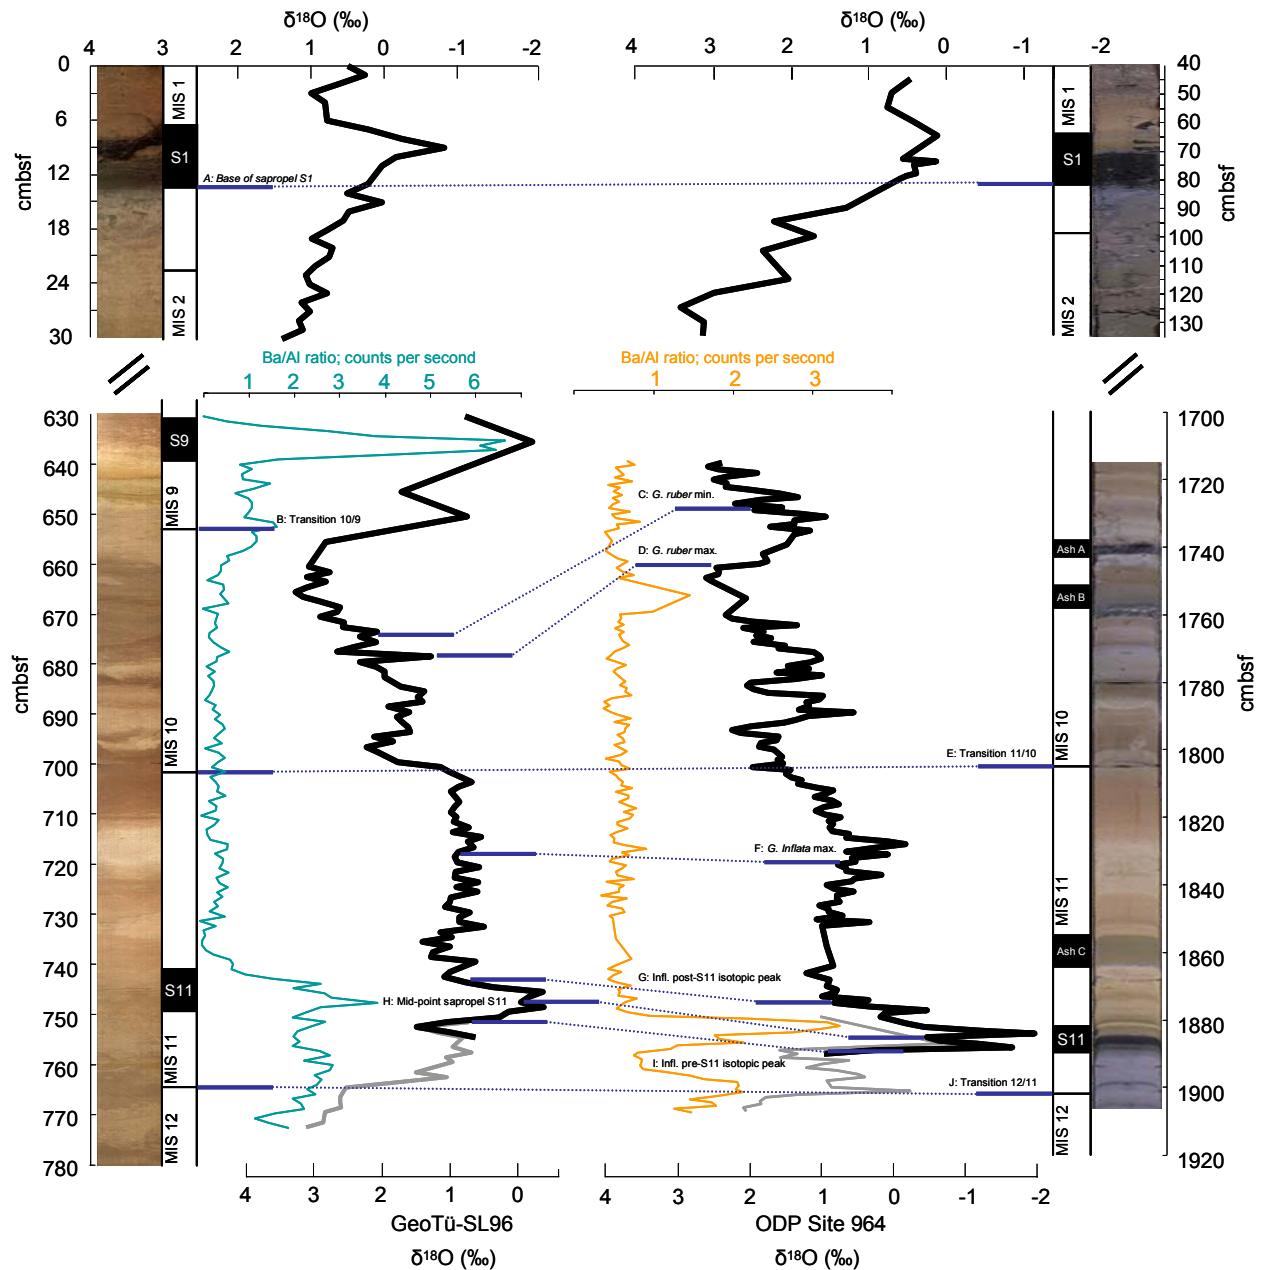 δ¹⁸O (‰)
δ¹⁸O (‰)
4 3 2 1 0 -1 -2
4 3 2 1 0 -1 -2
0
6
12
18
24
30
cmbsf
MIS 1
S1
MIS 2
A: Base of sapropel S1
MIS 1
S1
MIS 2
40
50
60
70
80
90
100
110
120
130
cmbsf
Ba/Al ratio; counts per second
1 2 3 4 5 6
Ba/Al ratio; counts per second
1 2 3
630
640
650
660
670
680
690
700
710
720
730
740
750
760
770
780
cmbsf
S9
MIS 9
MIS 10
S11
MIS 11
MIS 12
B: Transition 10/9
C: G. ruber min.
D: G. ruber max.
E: Transition 11/10
F: G. Inflata max.
G: Infl. post-S11 isotopic peak
H: Mid-point sapropel S11
I: Infl. pre-S11 isotopic peak
J: Transition 12/11
Ash A
Ash B
MIS 10
MIS 11
Ash C
S11
MIS 12
1700
1720
1740
1760
1780
1800
1820
1840
1860
1880
1900
1920
cmbsf
4 3 2 1 0
GeoTü-SL96
δ¹⁸O (‰)
4 3 2 1 0 -1 -2
ODP Site 964
δ¹⁸O (‰)